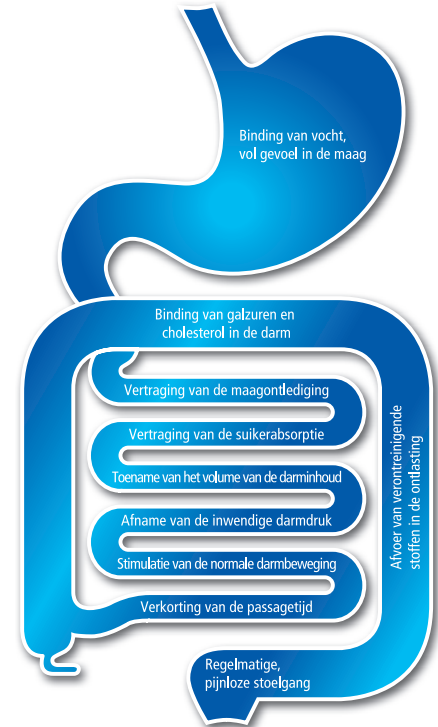 Binding van vocht,
vol gevoel in de maag
Binding van galzuren en
cholesterol in de darm
Vertraging van de maagontlediging
Vertraging van de suikerabsorptie
Toename van het volume van de darminhoud
Afname van de inwendige darmdruk
Stimulatie van de normale darmbeweging
Verkorting van de passagetijd
Afvoer van verontreinigende
stoffen in de ontlasting
Regelmatige,
pijnloze stoelgang